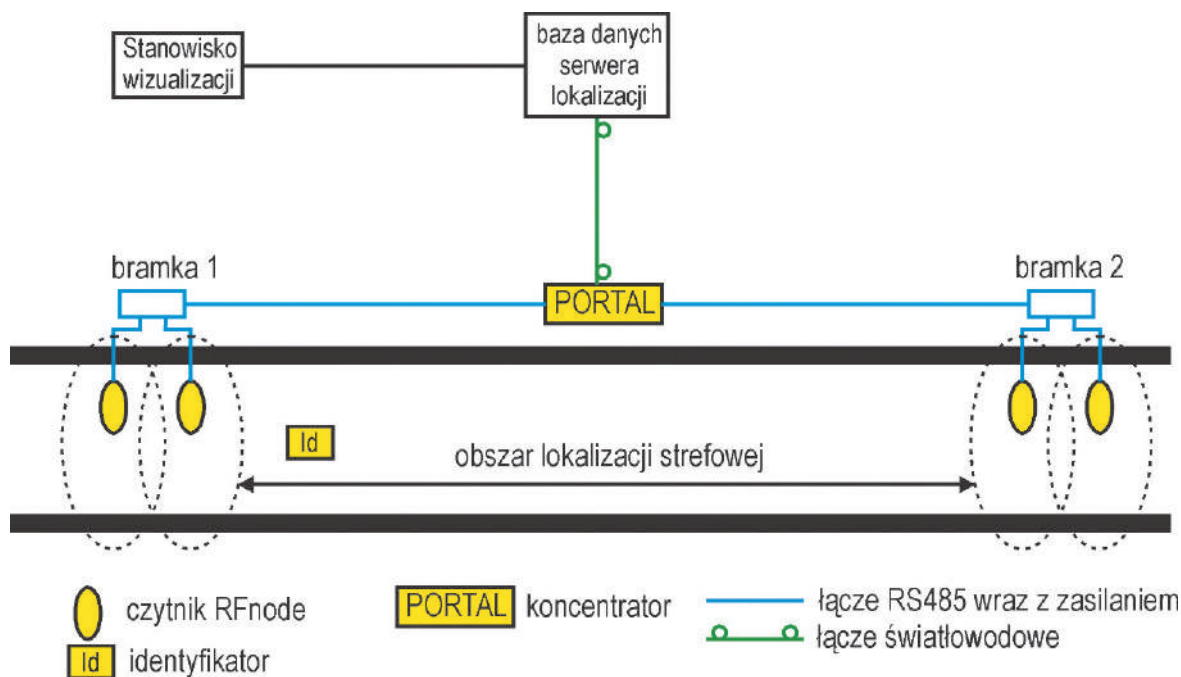 Stanowisko
wizualizacji
baza danych
serwera
lokalizacji
bramka 1
PORTAL
bramka 2
Id
obszar lokalizacji strefowej
czytnik RFnode
Id identyfikator
PORTAL koncentrator
łącze RS485 wraz z zasilaniem
łącze światłowodowe